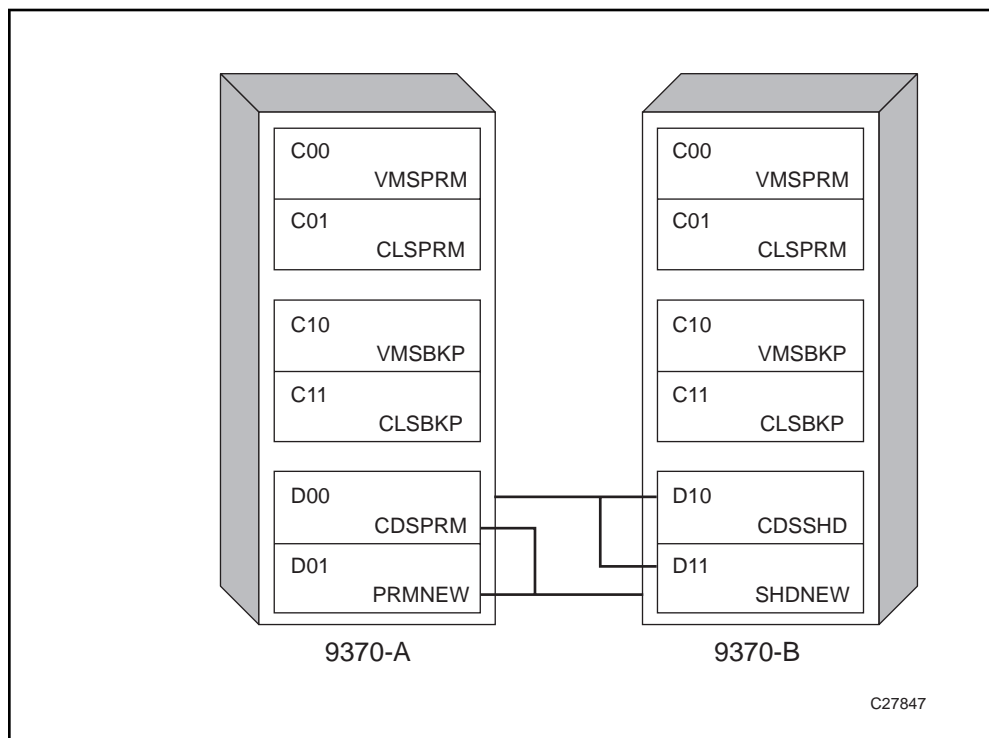 C00
VMSPRM
C01
CLSPRM
C10
VMSBKP
C11
CLSBKP
D00
CDSPRM
D01
PRMNEW
9370-A
C00
VMSPRM
C01
CLSPRM
C10
VMSBKP
C11
CLSBKP
D10
CDSSHD
D11
SHDNEW
9370-B
C27847